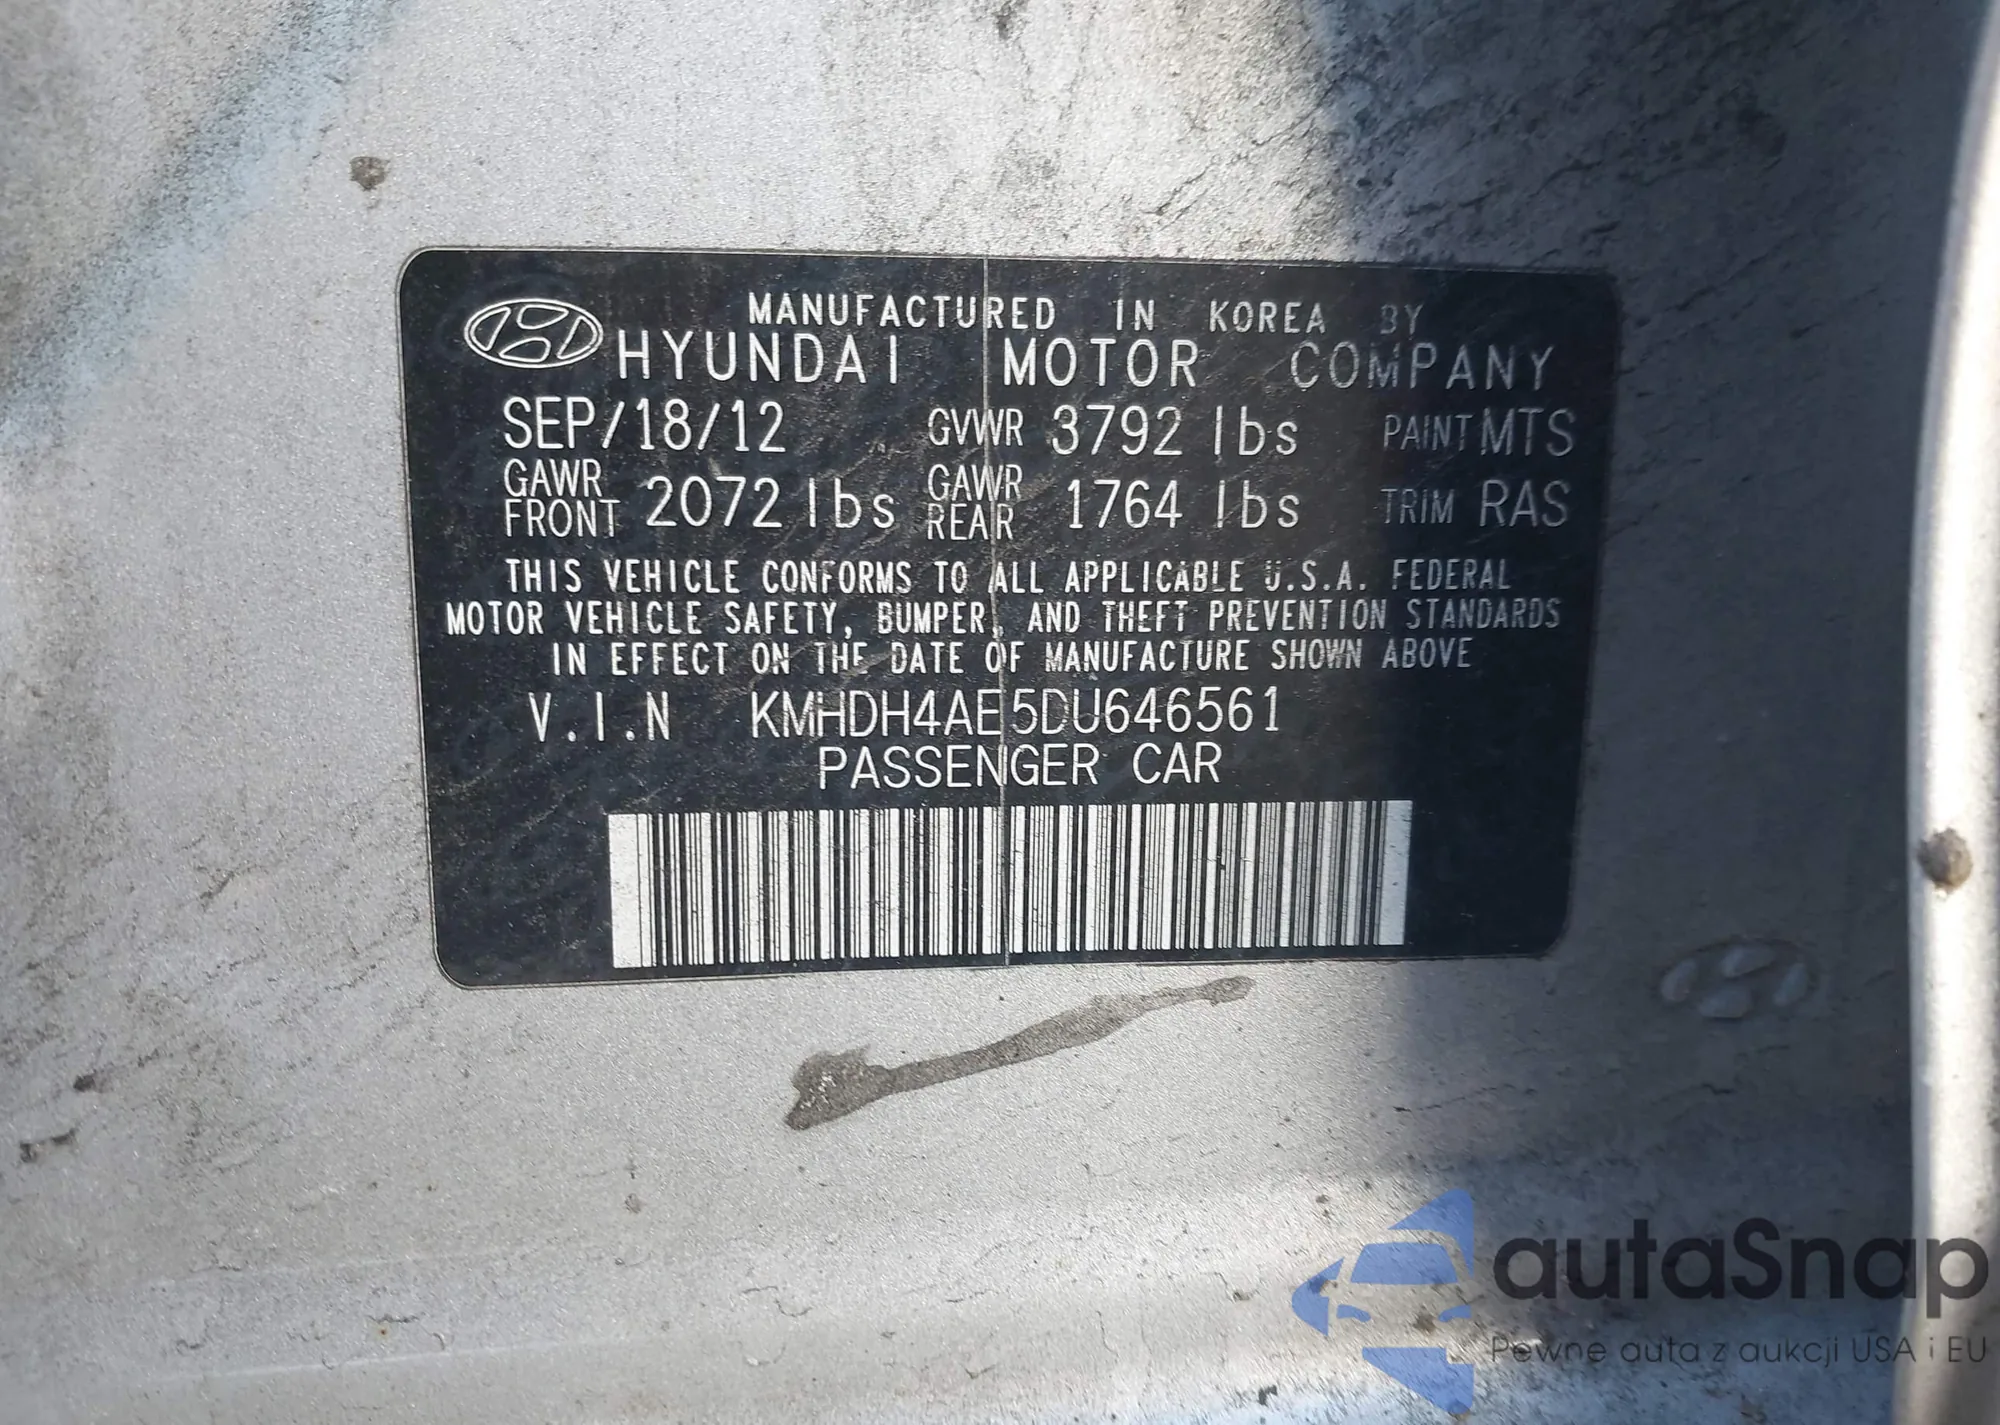 MANUFACTURED IN KOREA BY
HYUNDAI MOTOR COMPANY
SEP/18/12 GVWR 3792 lbs PAINT MTS
GAWR FRONT 2072 lbs GAWR REAR 1764 lbs TRIM RAS
THIS VEHICLE CONFORMS TO ALL APPLICABLE U.S.A. FEDERAL
MOTOR VEHICLE SAFETY, BUMPER, AND THEFT PREVENTION STANDARDS
IN EFFECT ON THE DATE OF MANUFACTURE SHOWN ABOVE
V.I.N KMHDH4AE5DU646561
PASSENGER CAR
autaSnap
Pewne auta z aukcji USA i EU